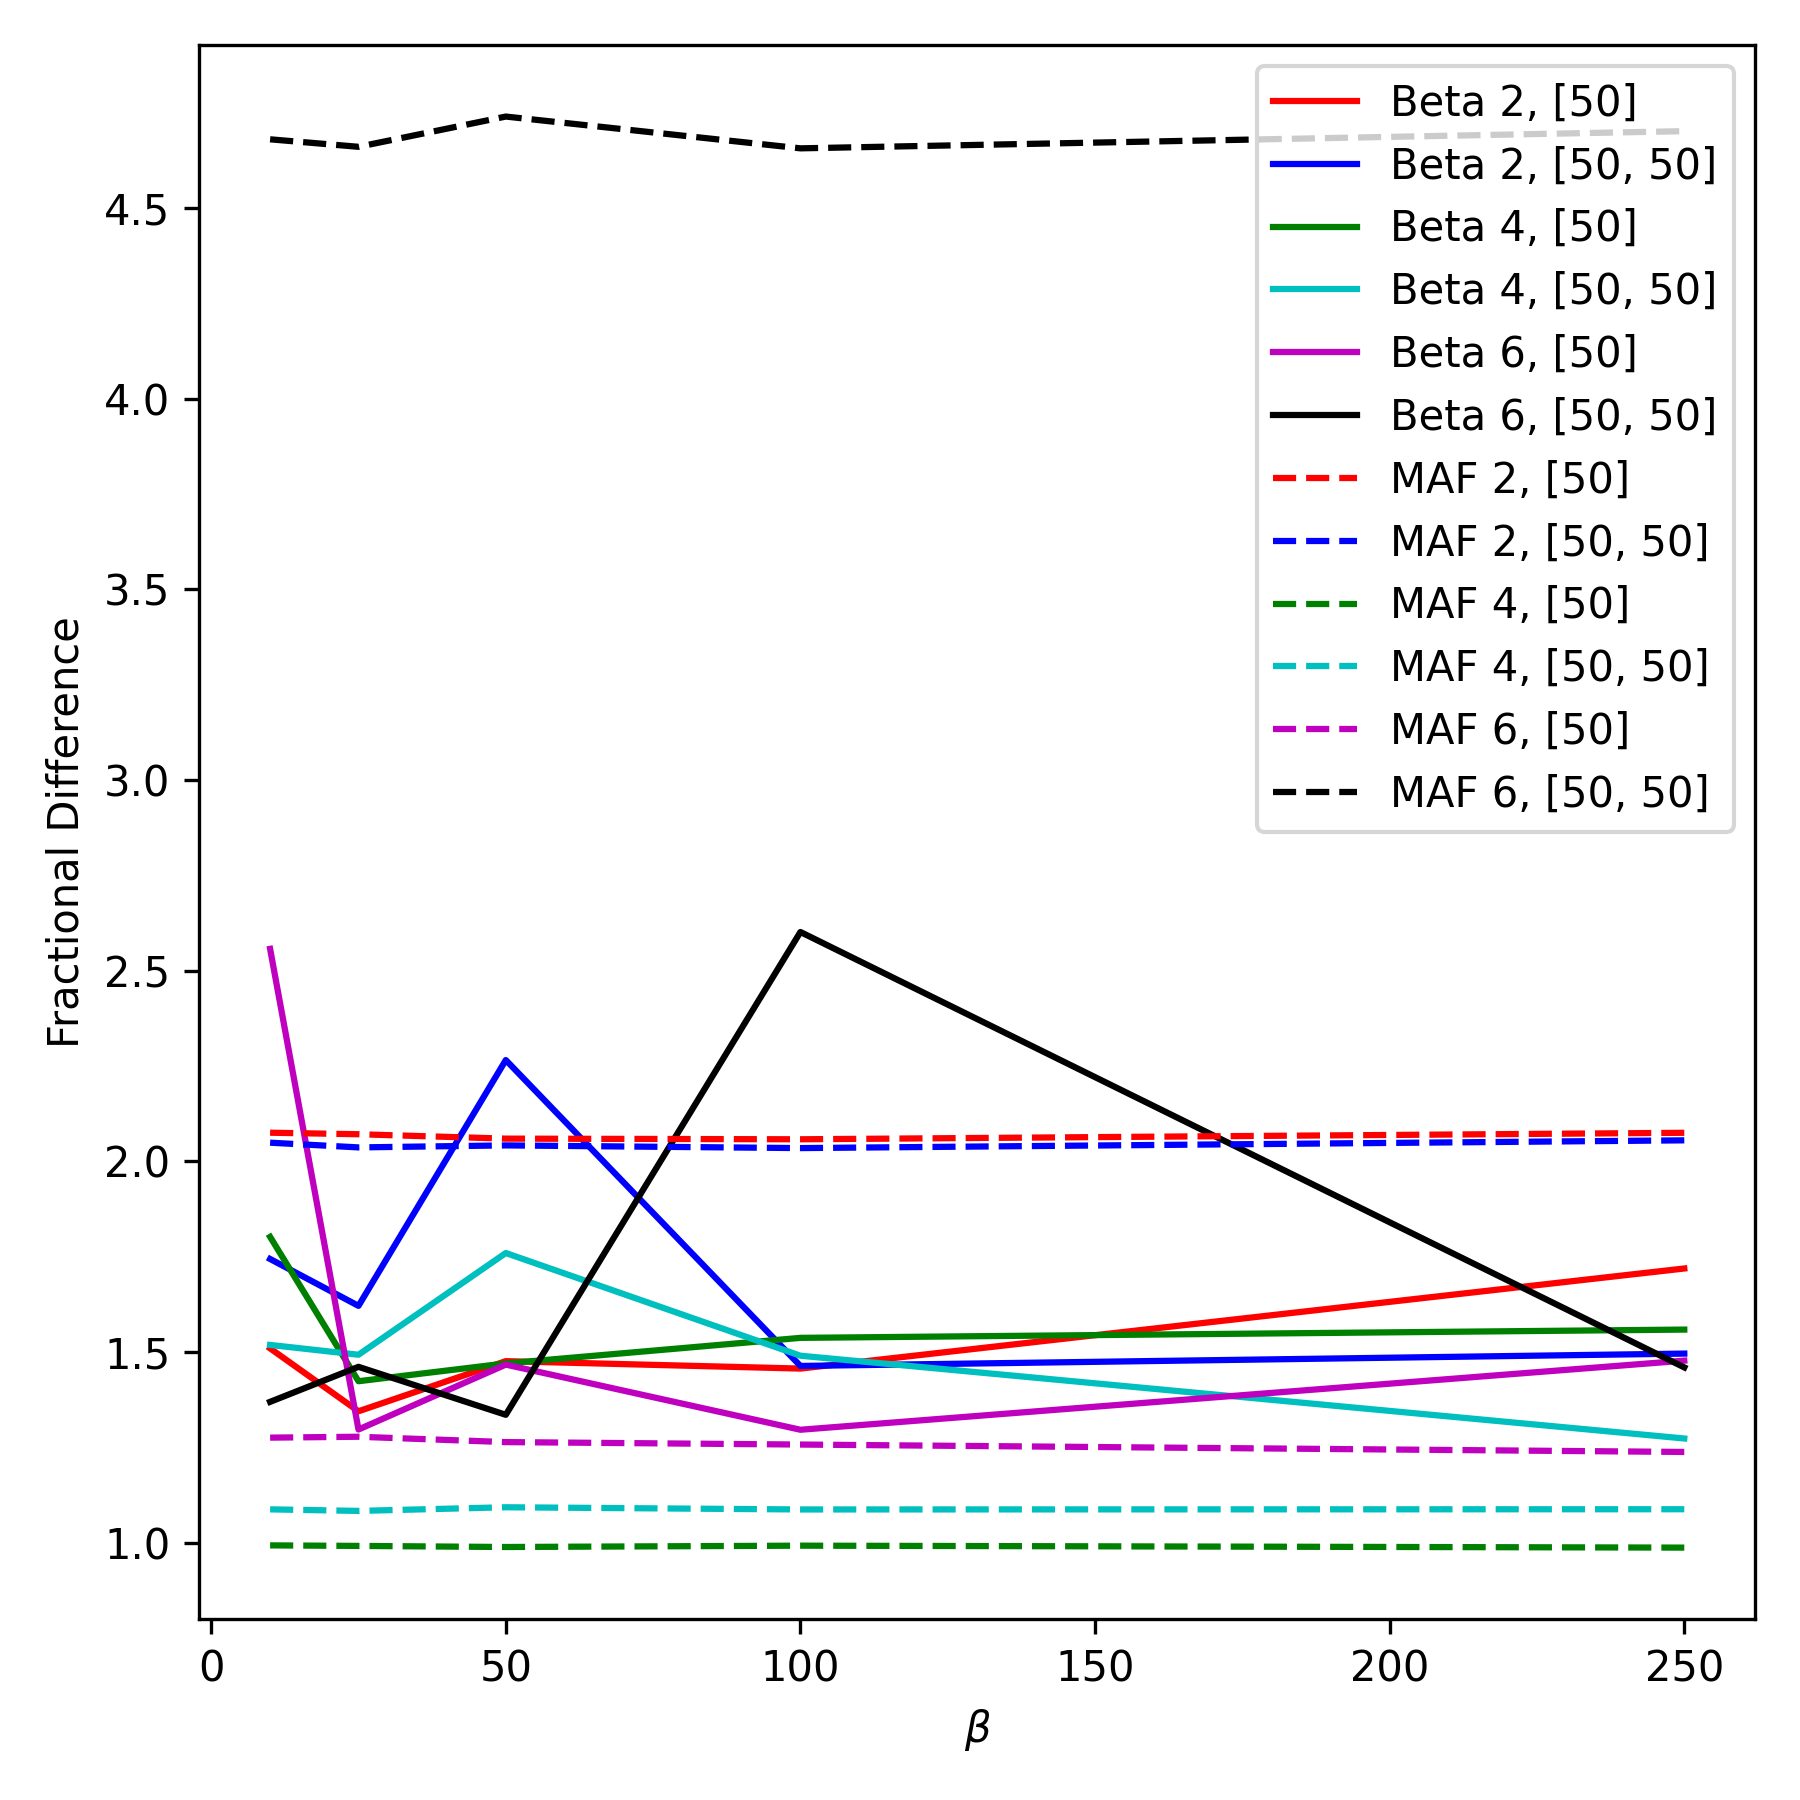 Fractional Difference
4.5
4.0
3.5
3.0
2.5
2.0
1.5
1.0
Beta 2, [50]
Beta 2, [50, 50]
Beta 4, [50]
Beta 4, [50, 50]
Beta 6, [50]
Beta 6, [50, 50]
MAF 2, [50]
MAF 2, [50, 50]
MAF 4, [50]
MAF 4, [50, 50]
MAF 6, [50]
MAF 6, [50, 50]
0 50 100 150 200 250
β